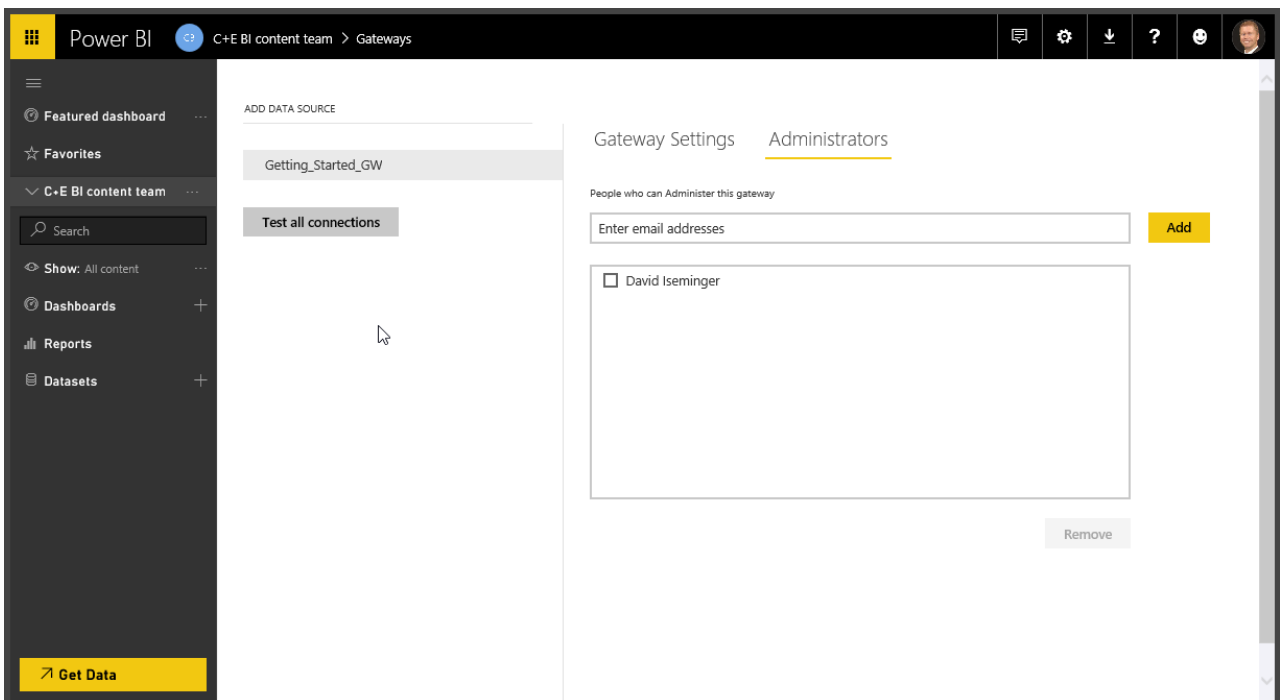 Power BI
C+E BI content team > Gateways
?
Featured dashboard ...
Favorites
C+E BI content team ...
Search
Show: All content ...
Dashboards +
Reports
Datasets +
Get Data
ADD DATA SOURCE
Getting_Started_GW
Test all connections
Gateway Settings Administrators
People who can Administer this gateway
Enter email addresses
Add
David Iseminger
Remove